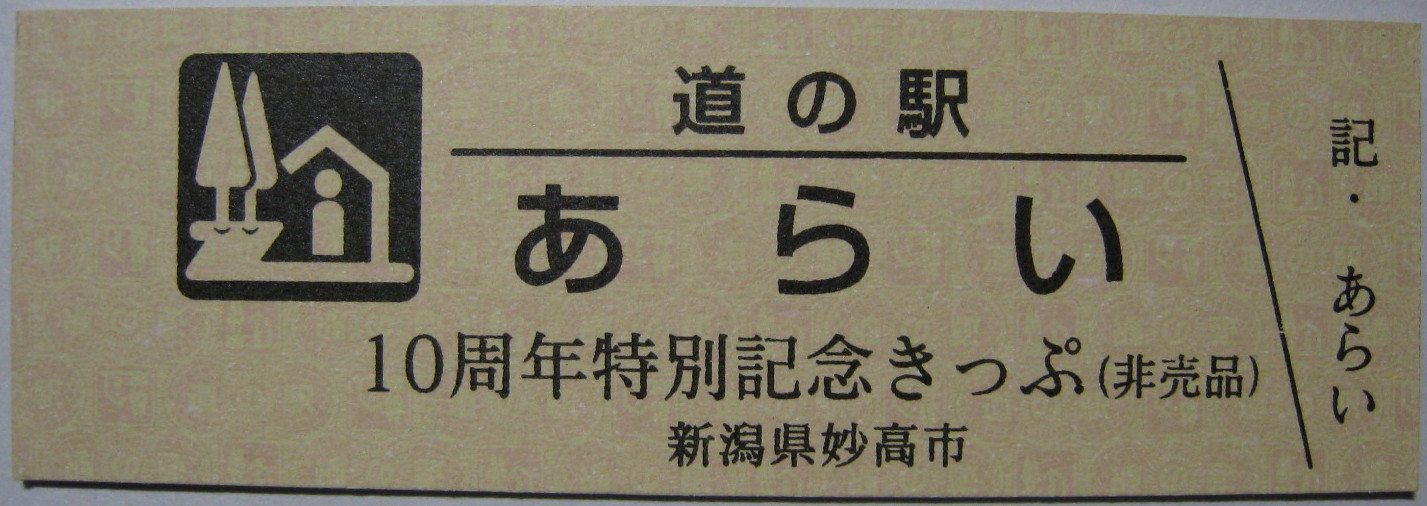 道の駅
あらい
10周年特別記念きっぷ(非売品)
新潟県妙高市
記・あらい